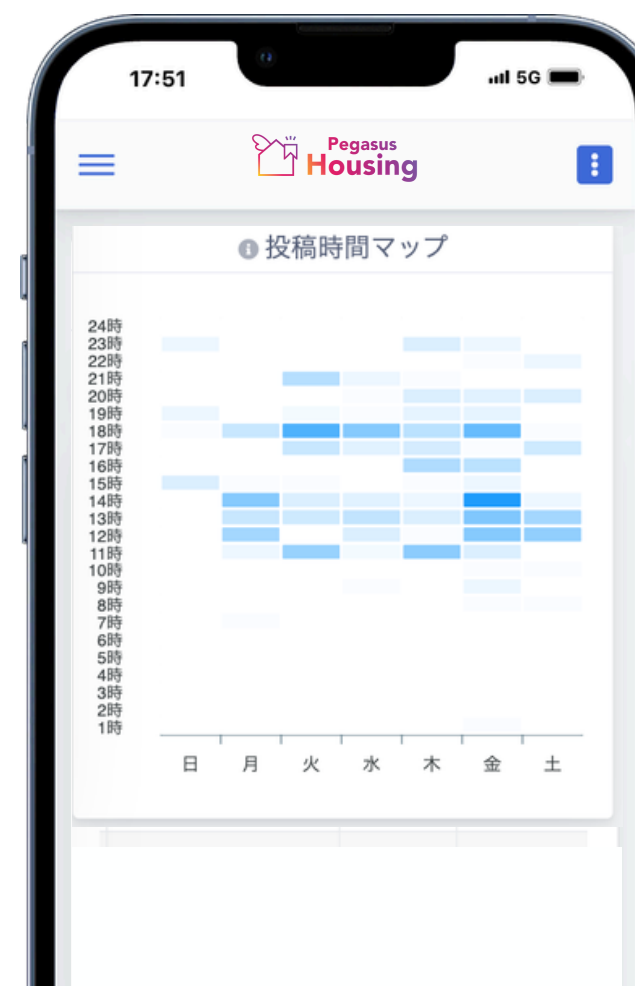 17:51
5G
Pegasus
Housing
投稿時間マップ
24時
23時
22時
21時
20時
19時
18時
17時
16時
15時
14時
13時
12時
11時
10時
9時
8時
7時
6時
5時
4時
3時
2時
1時
日 月 火 水 木 金 土